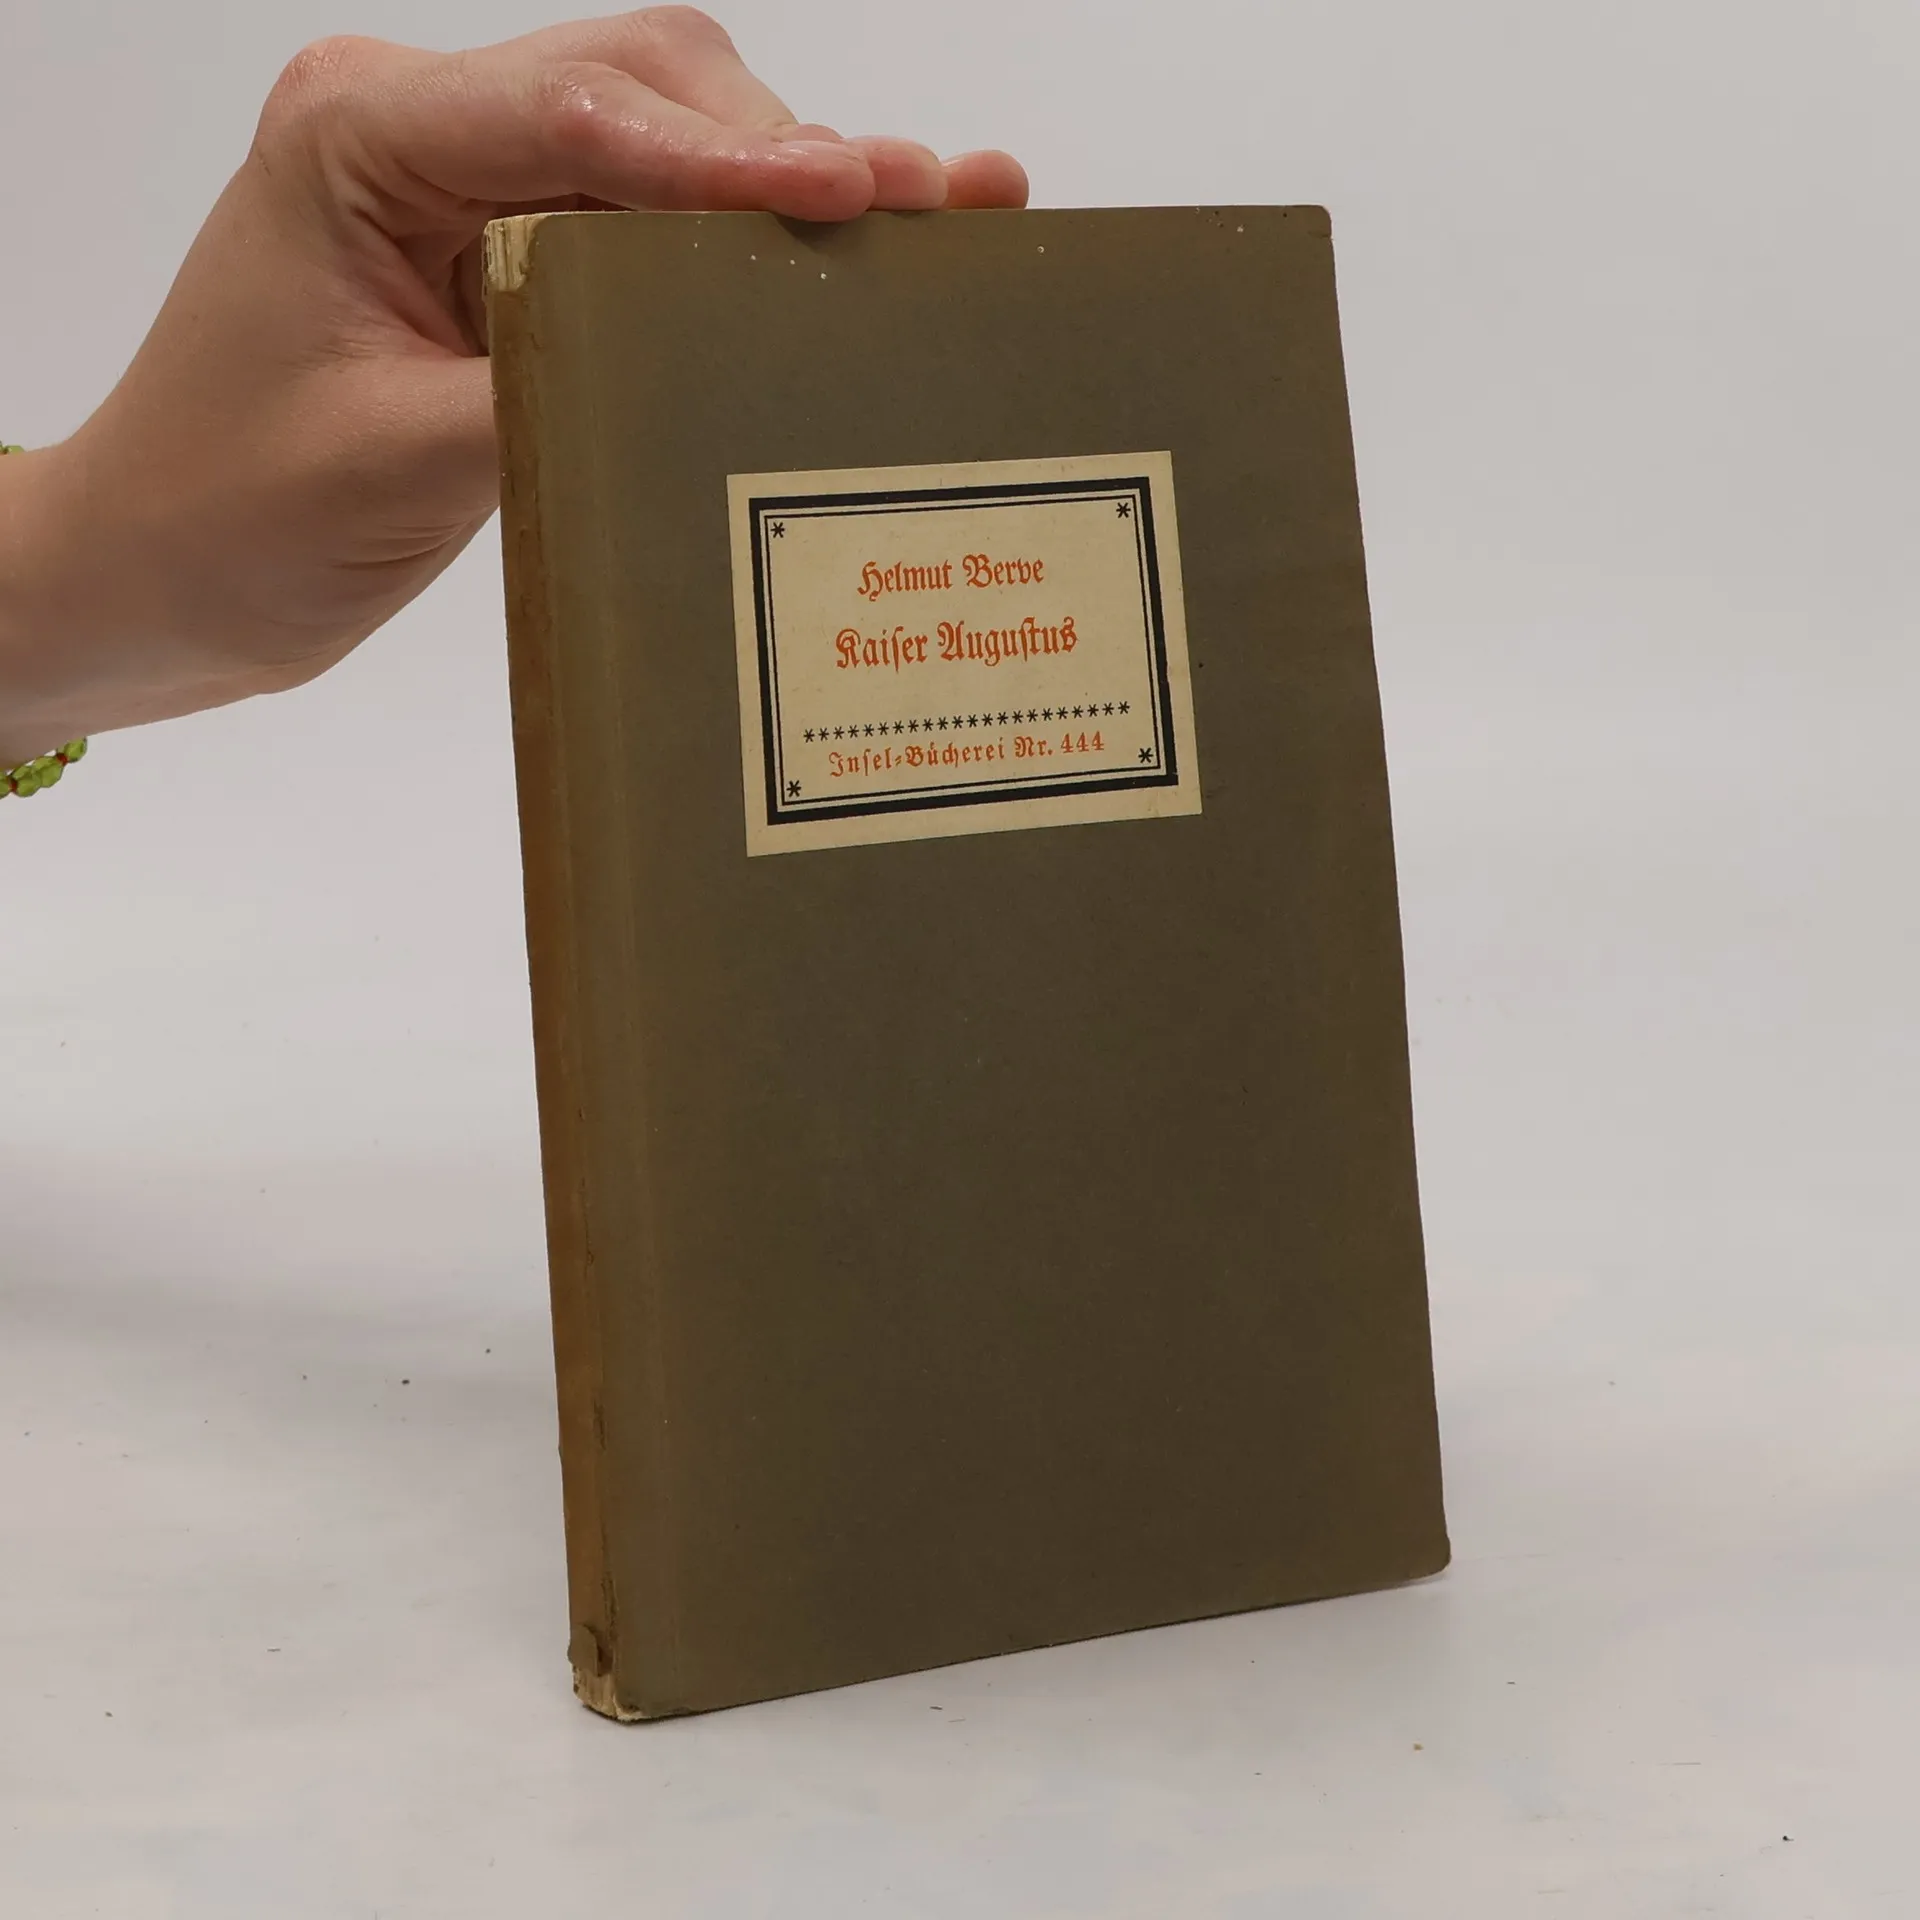 Helmut Berve
Kaiſer Auguſtus
**********************
Inſel-Bücherei Nr. 444